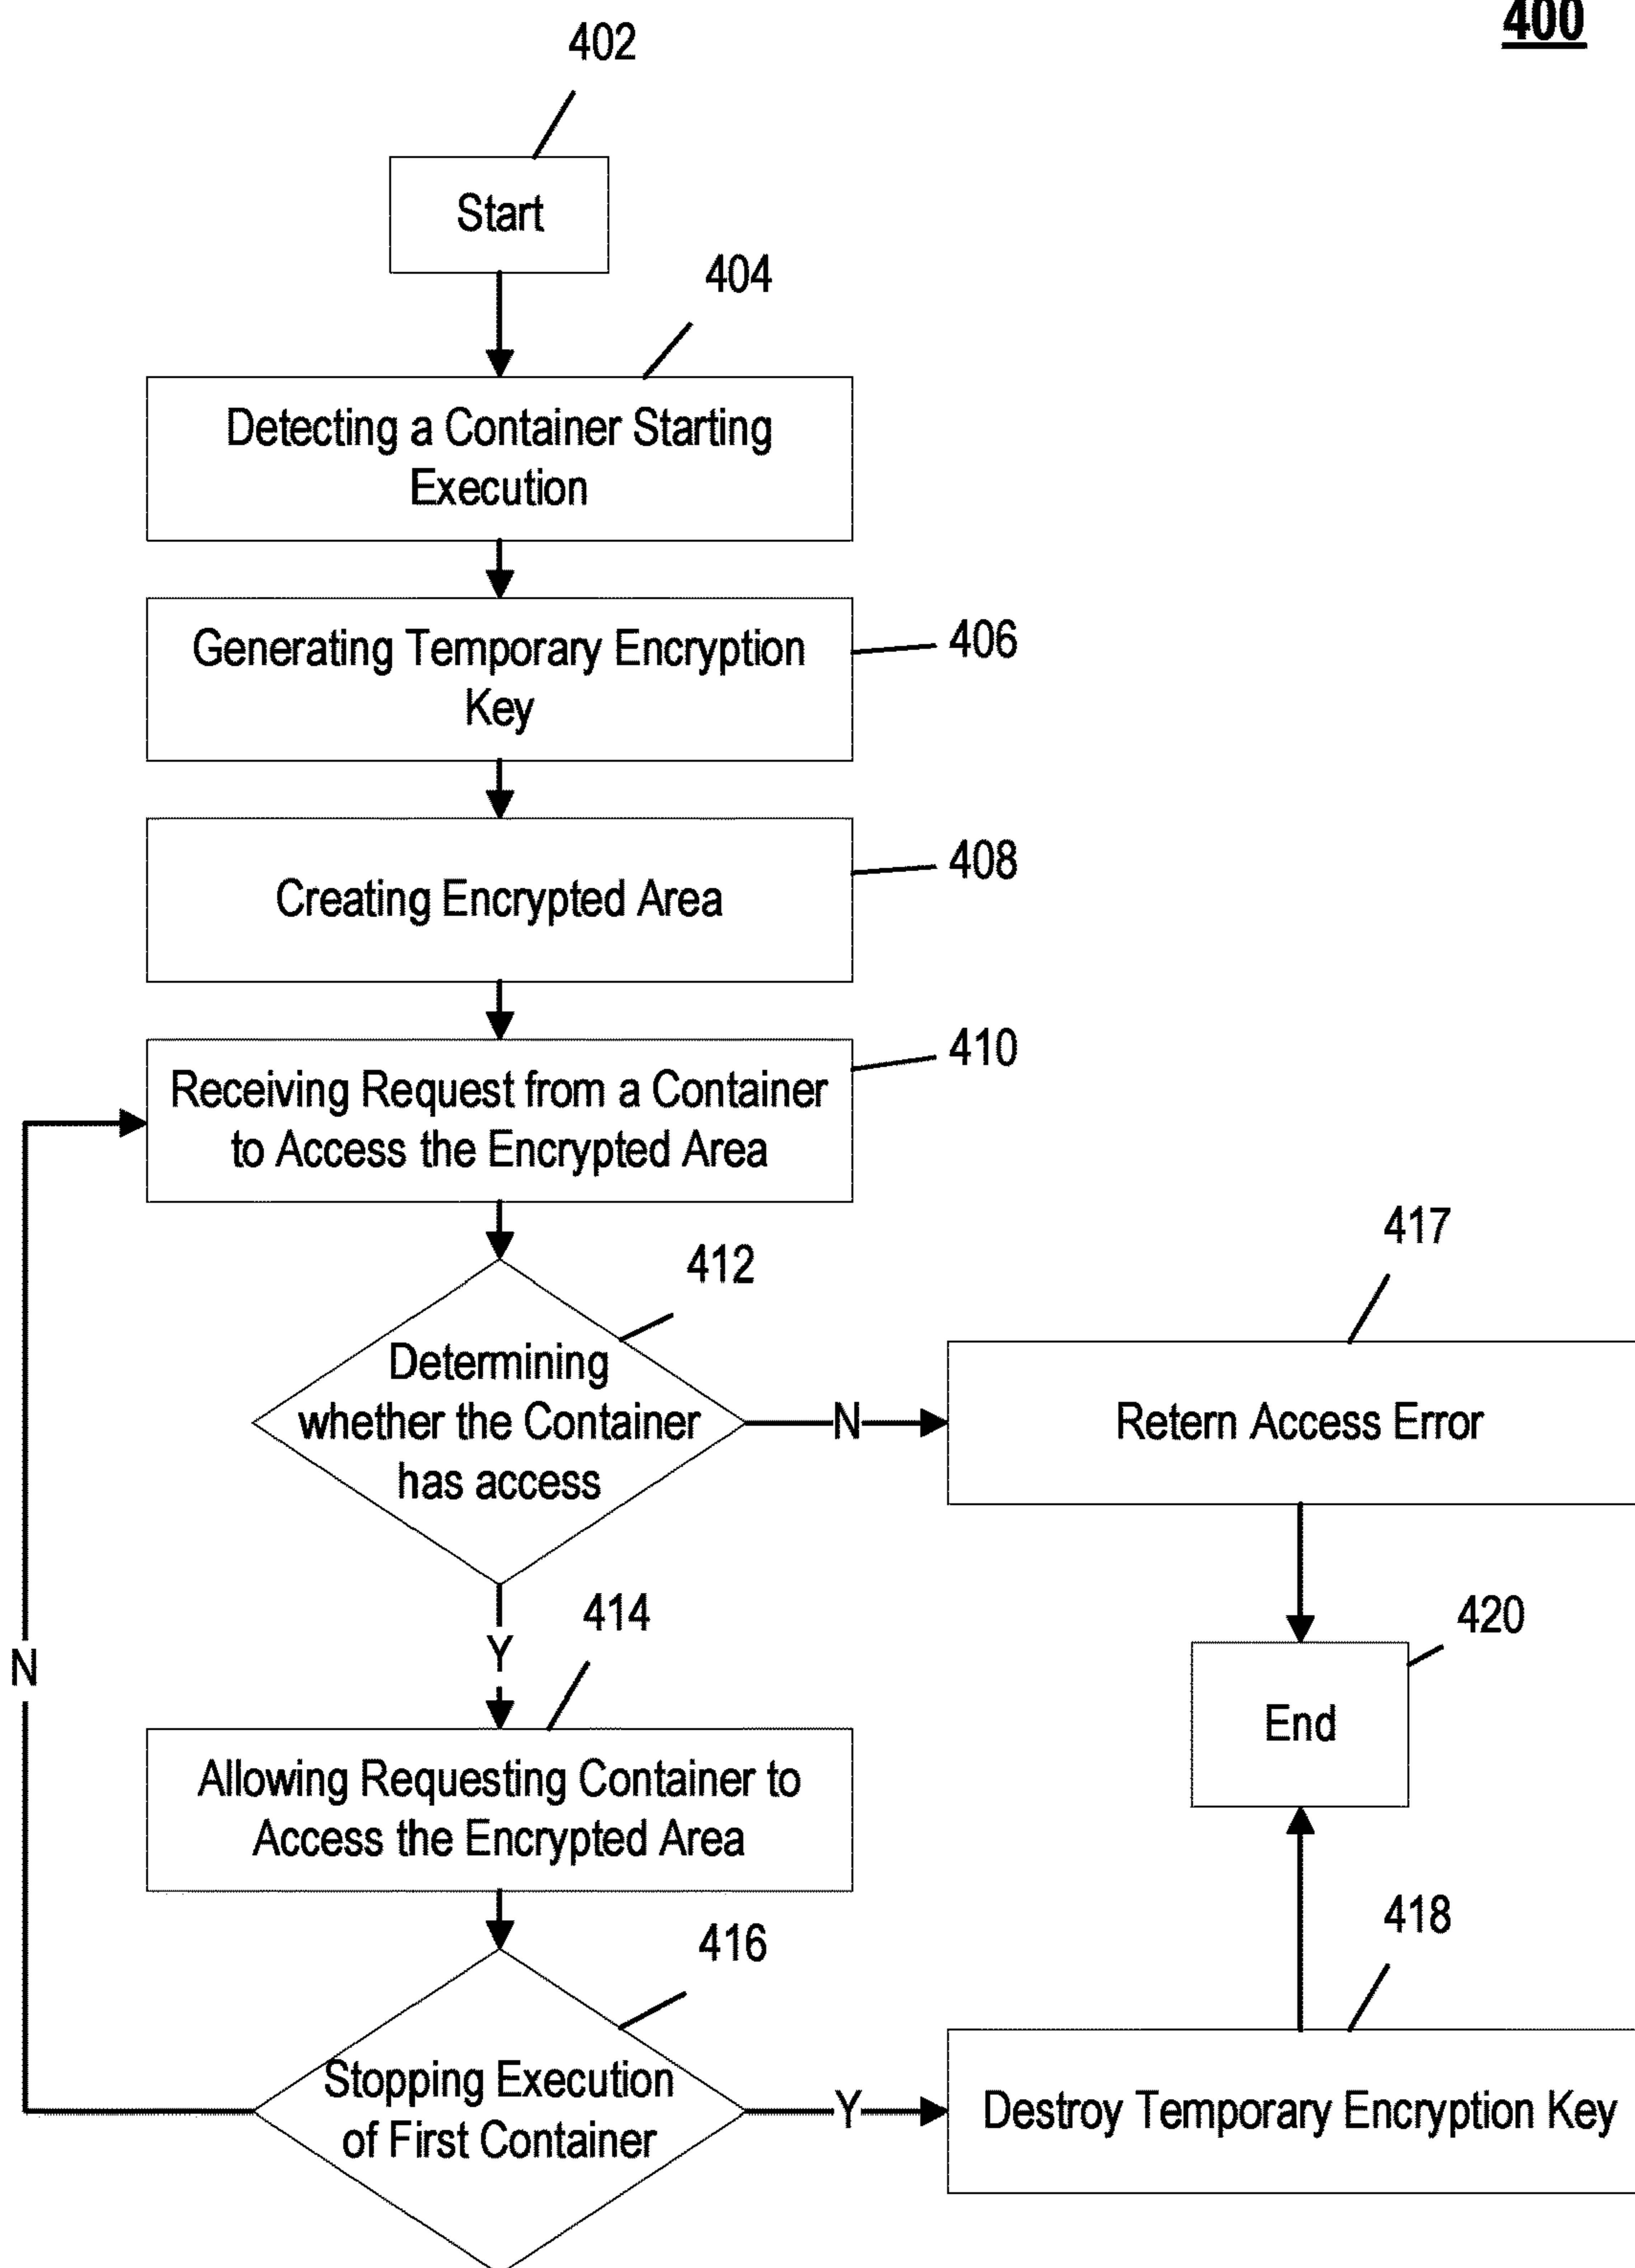 400
402
Start
404
Detecting a Container Starting
Execution
Generating Temporary Encryption
Key
406
Creating Encrypted Area
408
Receiving Request from a Container
to Access the Encrypted Area
410
412
Determining
whether the Container
has access
N
417
Retern Access Error
Y
414
Allowing Requesting Container to
Access the Encrypted Area
420
End
N
416
Stopping Execution
of First Container
Y
418
Destroy Temporary Encryption Key